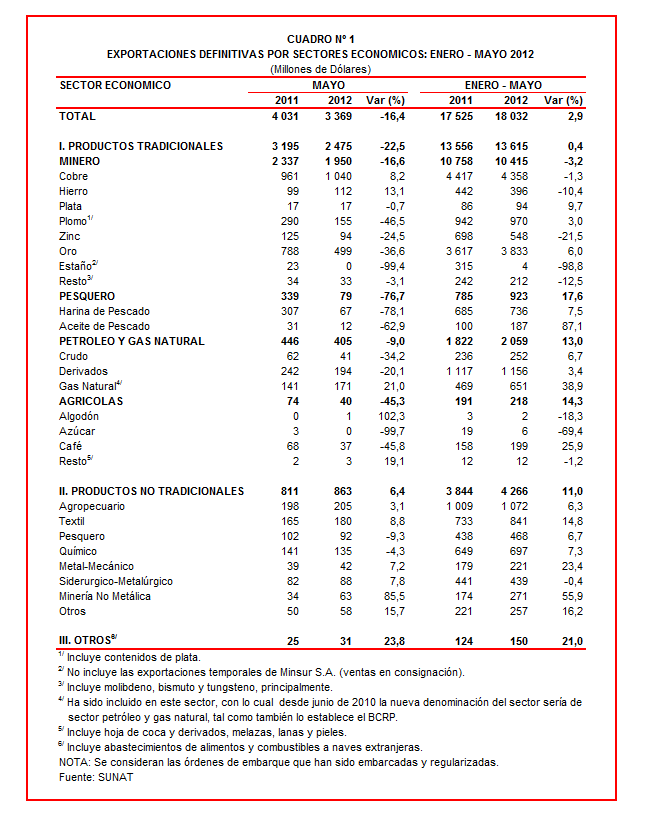 CUADRO Nº 1
EXPORTACIONES DEFINITIVAS POR SECTORES ECONOMICOS: ENERO - MAYO 2012
(Millones de Dólares)
SECTOR ECONOMICO MAYO ENERO - MAYO
2011 2012 Var (%) 2011 2012 Var (%)
TOTAL 4 031 3 369 -16,4 17 525 18 032 2,9
I. PRODUCTOS TRADICIONALES 3 195 2 475 -22,5 13 556 13 615 0,4
MINERO 2 337 1 950 -16,6 10 758 10 415 -3,2
Cobre 961 1 040 8,2 4 417 4 358 -1,3
Hierro 99 112 13,1 442 396 -10,4
Plata 17 17 -0,7 86 94 9,7
Plomo1/ 290 155 -46,5 942 970 3,0
Zinc 125 94 -24,5 698 548 -21,5
Oro 788 499 -36,6 3 617 3 833 6,0
Estaño2/ 23 0 -99,4 315 4 -98,8
Resto3/ 34 33 -3,1 242 212 -12,5
PESQUERO 339 79 -76,7 785 923 17,6
Harina de Pescado 307 67 -78,1 685 736 7,5
Aceite de Pescado 31 12 -62,9 100 187 87,1
PETROLEO Y GAS NATURAL 446 405 -9,0 1 822 2 059 13,0
Crudo 62 41 -34,2 236 252 6,7
Derivados 242 194 -20,1 1 117 1 156 3,4
Gas Natural4/ 141 171 21,0 469 651 38,9
AGRICOLAS 74 40 -45,3 191 218 14,3
Algodón 0 1 102,3 3 2 -18,3
Azúcar 3 0 -99,7 19 6 -69,4
Café 68 37 -45,8 158 199 25,9
Resto5/ 2 3 19,1 12 12 -1,2
II. PRODUCTOS NO TRADICIONALES 811 863 6,4 3 844 4 266 11,0
Agropecuario 198 205 3,1 1 009 1 072 6,3
Textil 165 180 8,8 733 841 14,8
Pesquero 102 92 -9,3 438 468 6,7
Químico 141 135 -4,3 649 697 7,3
Metal-Mecánico 39 42 7,2 179 221 23,4
Siderurgico-Metalúrgico 82 88 7,8 441 439 -0,4
Minería No Metálica 34 63 85,5 174 271 55,9
Otros 50 58 15,7 221 257 16,2
III. OTROS6/ 25 31 23,8 124 150 21,0
1/ Incluye contenidos de plata.
2/ No incluye las exportaciones temporales de Minsur S.A. (ventas en consignación).
3/ Incluye molibdeno, bismuto y tungsteno, principalmente.
4/ Ha sido incluido en este sector, con lo cual desde junio de 2010 la nueva denominación del sector sería de
sector petróleo y gas natural, tal como también lo establece el BCRP.
5/ Incluye hoja de coca y derivados, melazas, lanas y pieles.
6/ Incluye abastecimientos de alimentos y combustibles a naves extranjeras.
NOTA: Se consideran las órdenes de embarque que han sido embarcadas y regularizadas.
Fuente: SUNAT